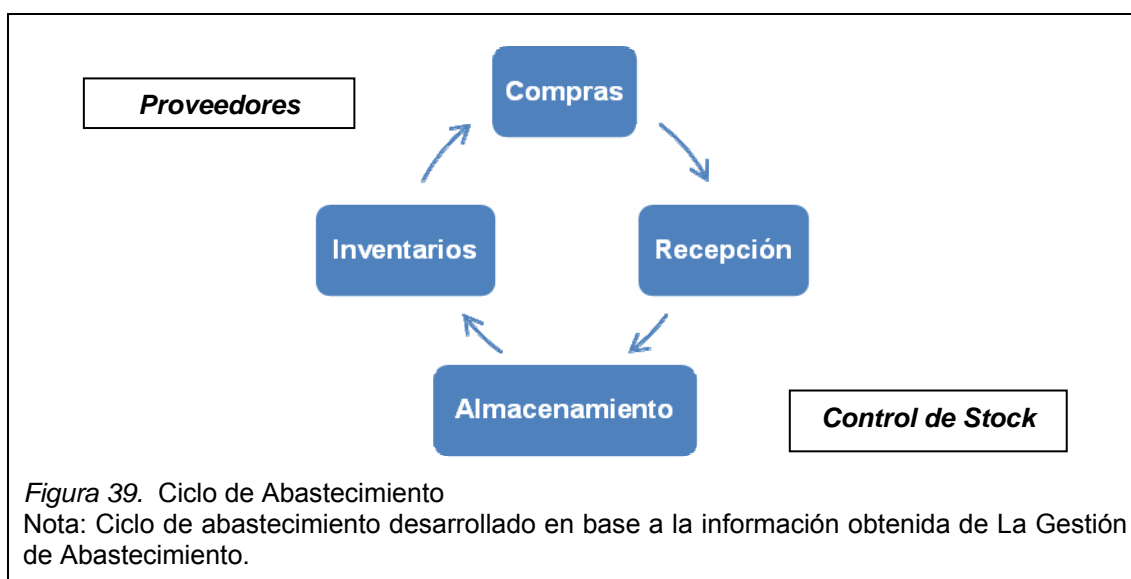 Proveedores
Compras
Inventarios
Recepción
Almacenamiento
Control de Stock
Figura 39. Ciclo de Abastecimiento
Nota: Ciclo de abastecimiento desarrollado en base a la información obtenida de La Gestión
de Abastecimiento.